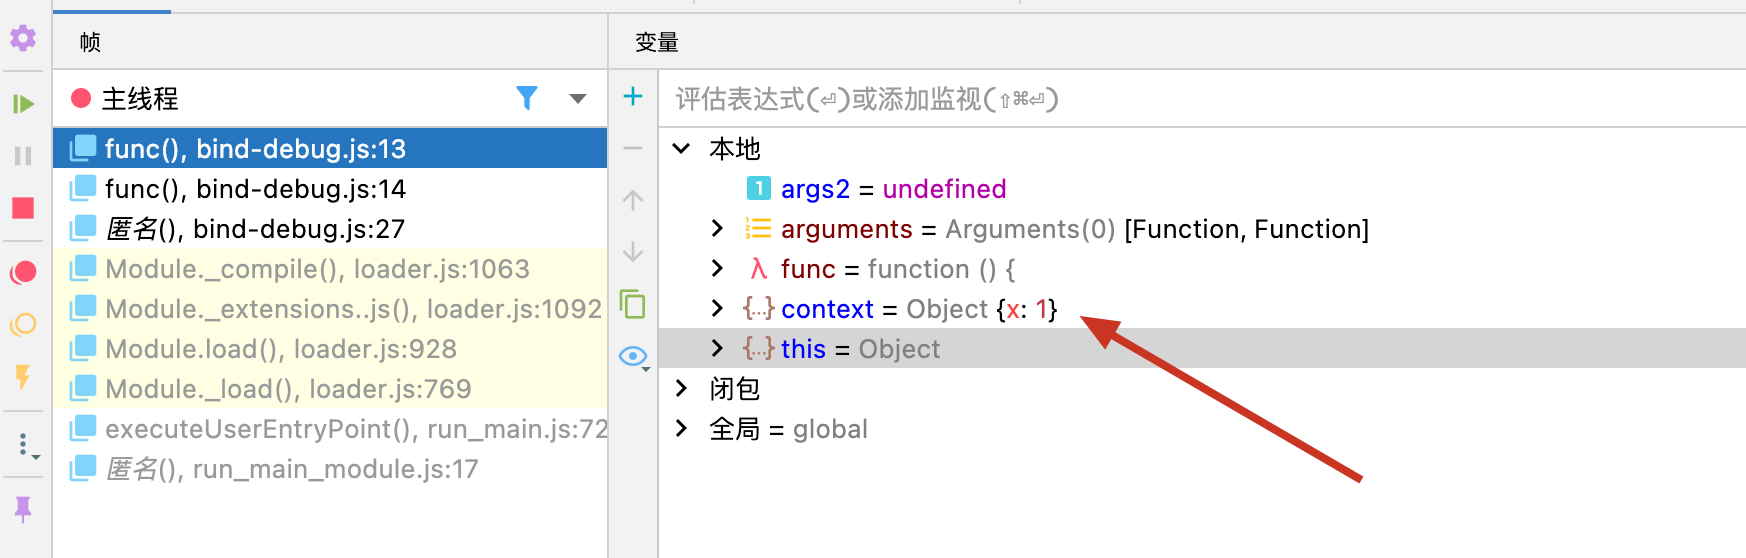 帧
变量
主线程
评估表达式(⏎)或添加监视(⇧⌘⏎)
func(), bind-debug.js:13
func(), bind-debug.js:14
匿名(), bind-debug.js:27
Module._compile(), loader.js:1063
Module._extensions..js(), loader.js:1092
Module.load(), loader.js:928
Module._load(), loader.js:769
executeUserEntryPoint(), run_main.js:72
匿名(), run_main_module.js:17
本地
args2 = undefined
arguments = Arguments(0) [Function, Function]
λ func = function () {
{...} context = Object {x: 1}
{...} this = Object
闭包
全局 = global